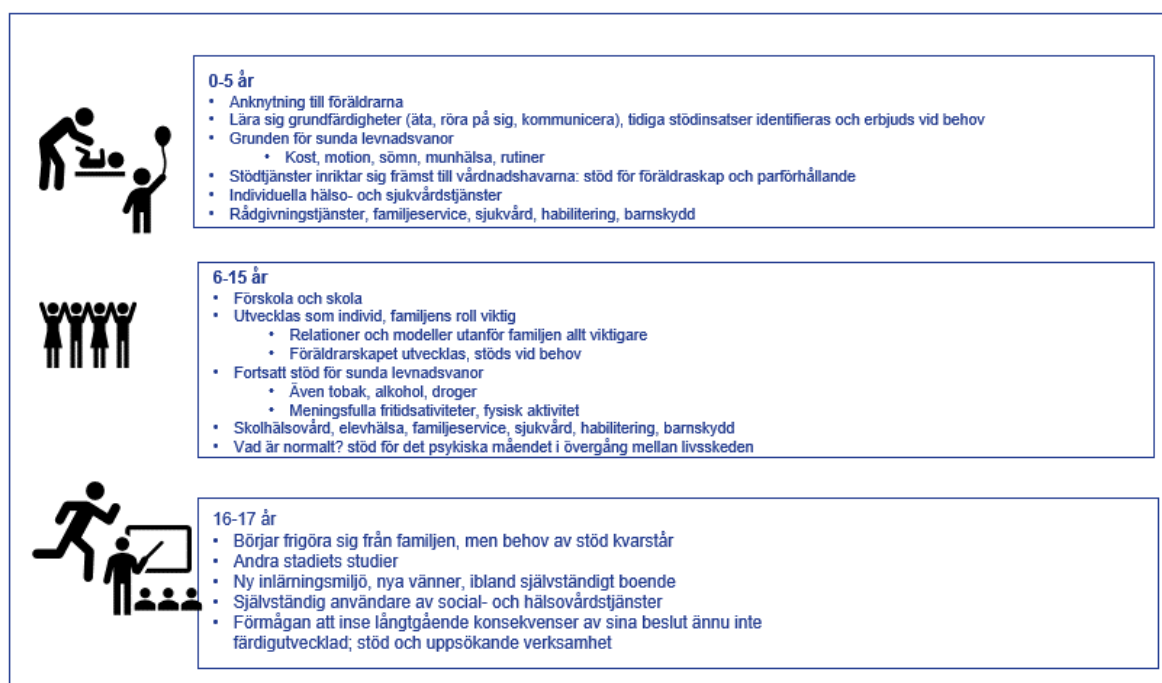 0-5 år
• Anknytning till föräldrarna
• Lära sig grundfärdigheter (äta, röra på sig, kommunicera), tidiga stödinsatser identifieras och erbjuds vid behov
• Grunden för sunda levnadsvanor
• Kost, motion, sömn, munhälsa, rutiner
• Stödtjänster inriktar sig främst till vårdnadshavarna: stöd för föräldraskap och parförhållande
• Individuella hälso- och sjukvårdstjänster
• Rådgivningstjänster, familjeservice, sjukvård, habilitering, barnskydd
6-15 år
• Förskola och skola
• Utvecklas som individ, familjens roll viktig
• Relationer och modeller utanför familjen allt viktigare
• Föräldrarskapet utvecklas, stöds vid behov
• Fortsatt stöd för sunda levnadsvanor
• Även tobak, alkohol, droger
• Meningsfulla fritidsativiteter, fysisk aktivitet
• Skolhälsovård, elevhälsa, familjeservice, sjukvård, habilitering, barnskydd
• Vad är normalt? stöd för det psykiska måendet i övergång mellan livsskeden
16-17 år
• Börjar frigöra sig från familjen, men behov av stöd kvarstår
• Andra stadiets studier
• Ny inlärningsmiljö, nya vänner, ibland självständigt boende
• Självständig användare av social- och hälsovårdstjänster
• Förmågan att inse långtgående konsekvenser av sina beslut ännu inte
färdigutvecklad; stöd och uppsökande verksamhet